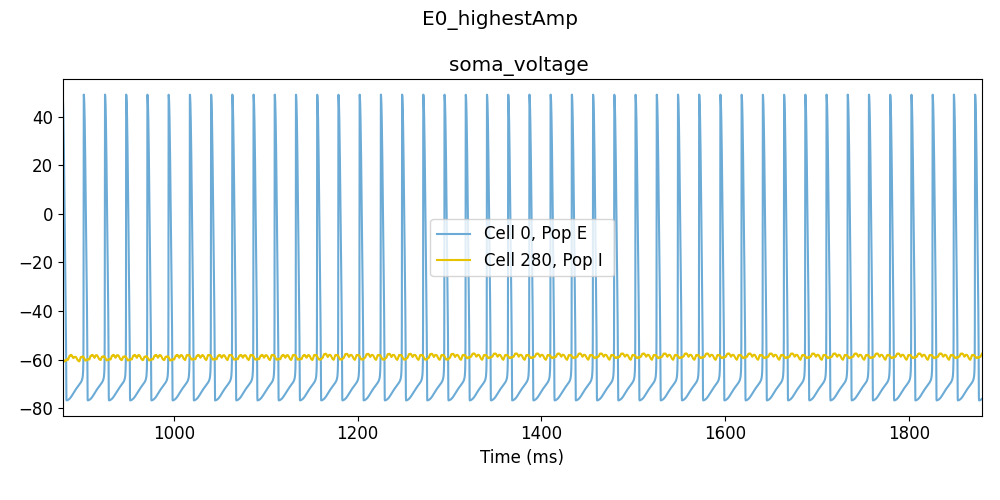 E0_highestAmp
soma_voltage
40
20
0
−20
−40
−60
−80
Cell 0, Pop E
Cell 280, Pop I
1000 1200 1400 1600 1800
Time (ms)